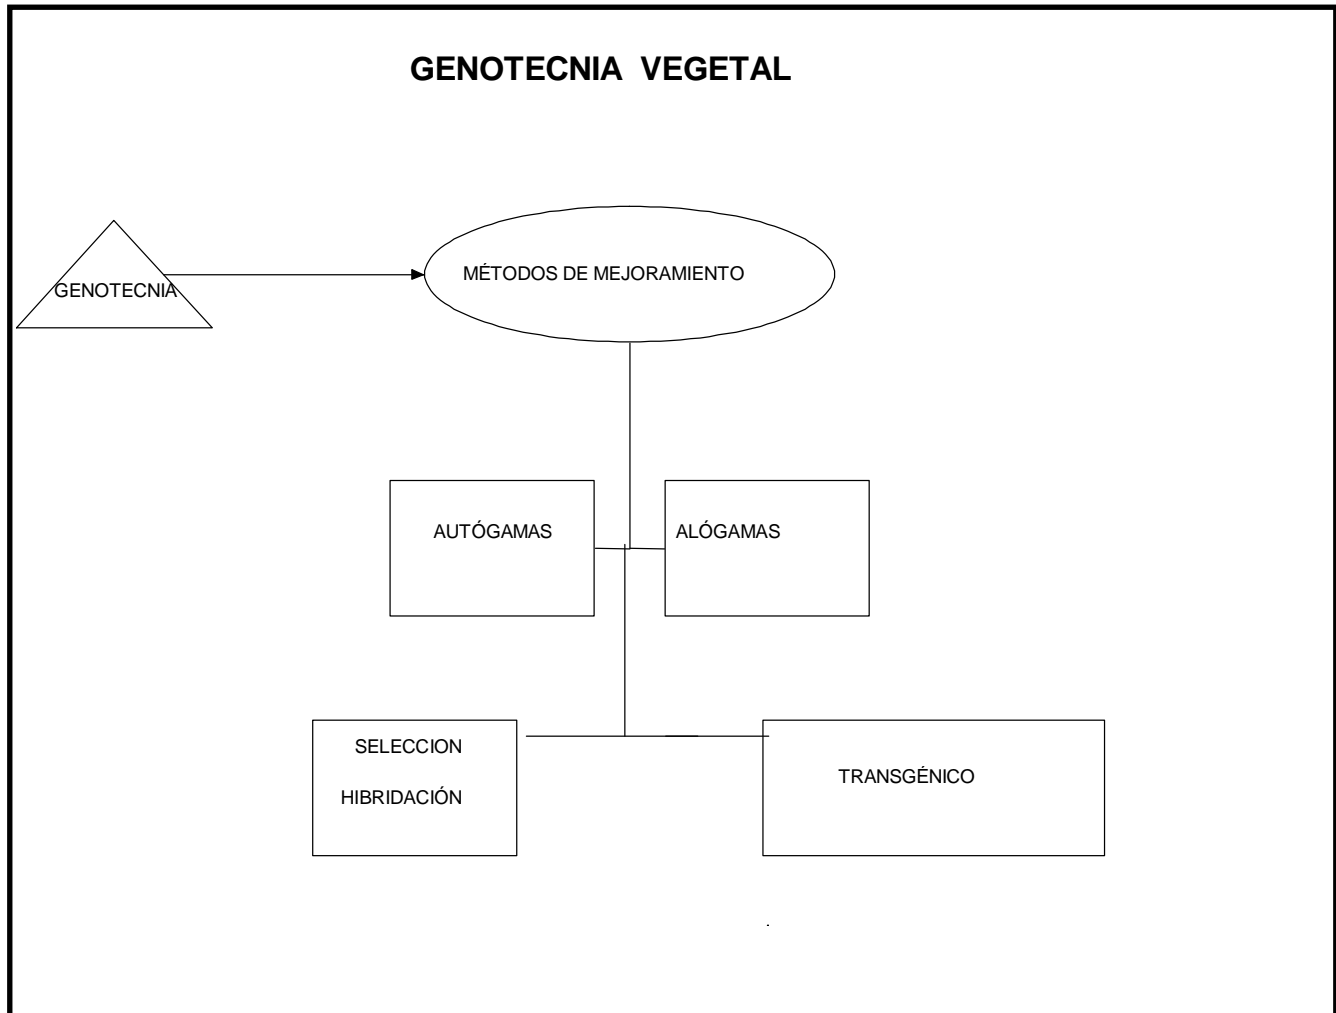 GENOTECNIA VEGETAL
GENOTECNIA
MÉTODOS DE MEJORAMIENTO
AUTÓGAMAS
ALÓGAMAS
SELECCION
HIBRIDACIÓN
TRANSGÉNICO
.